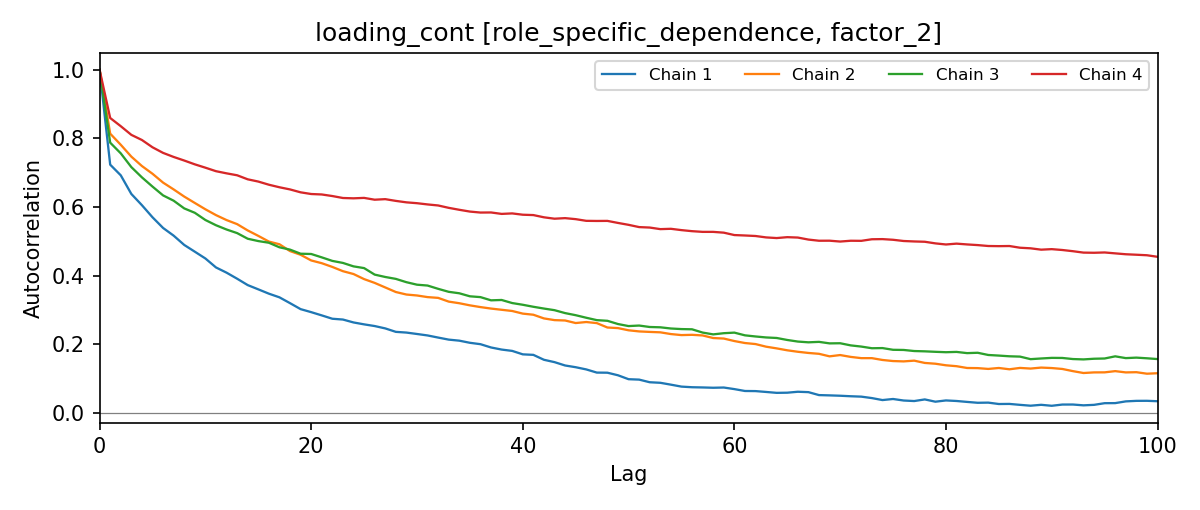 loading_cont [role_specific_dependence, factor_2]
Chain 1 Chain 2 Chain 3 Chain 4
Autocorrelation
1.0
0.8
0.6
0.4
0.2
0.0
0 20 40 60 80 100
Lag